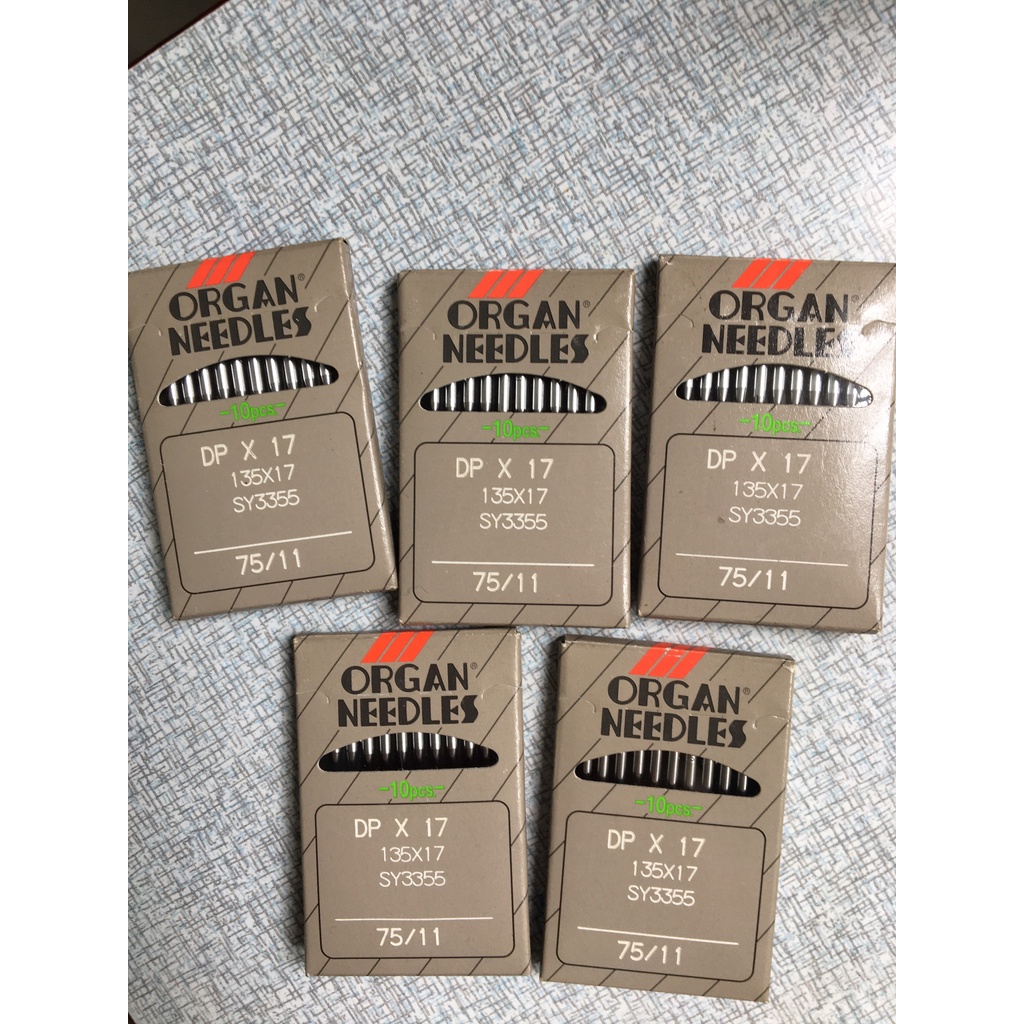 ORGAN®
NEEDLES
-10pcs.-
DP X 17
135X17
SY3355
75/11
ORGAN®
NEEDLES
-10pcs.-
DP X 17
135X17
SY3355
75/11
ORGAN®
NEEDLES
-10pcs.-
DP X 17
135X17
SY3355
75/11
ORGAN®
NEEDLES
-10pcs.-
DP X 17
135X17
SY3355
75/11
ORGAN®
NEEDLES
-10pcs.-
DP X 17
135X17
SY3355
75/11